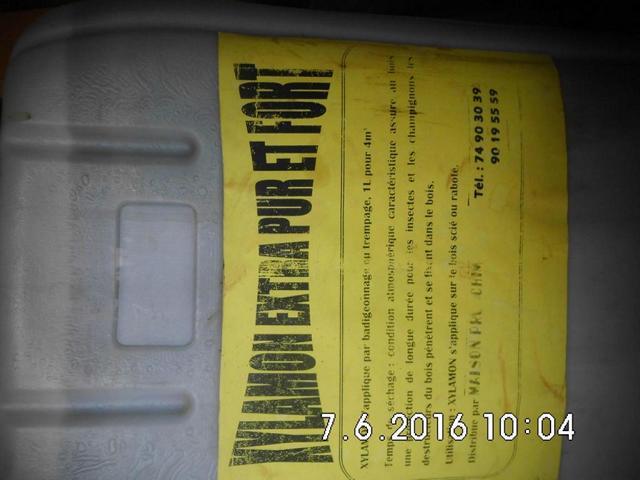 XYLAMON EXTRA PUR ET FORT
XYLAMON s'applique par badigeonnage ou trempage, 1L pour 4m²
Temps de séchage : condition atmosphérique caractéristique assure au bois
une protection de longue durée pour les insectes et les champignons les
destructeurs du bois pénètrent et se fixant dans le bois.
Utilisation : XYLAMON s'applique sur le bois scié ou raboté.
Distribué par MAISON
Tél. : 74 90 30 39
90 19 55 59
7.6.2016 10:04